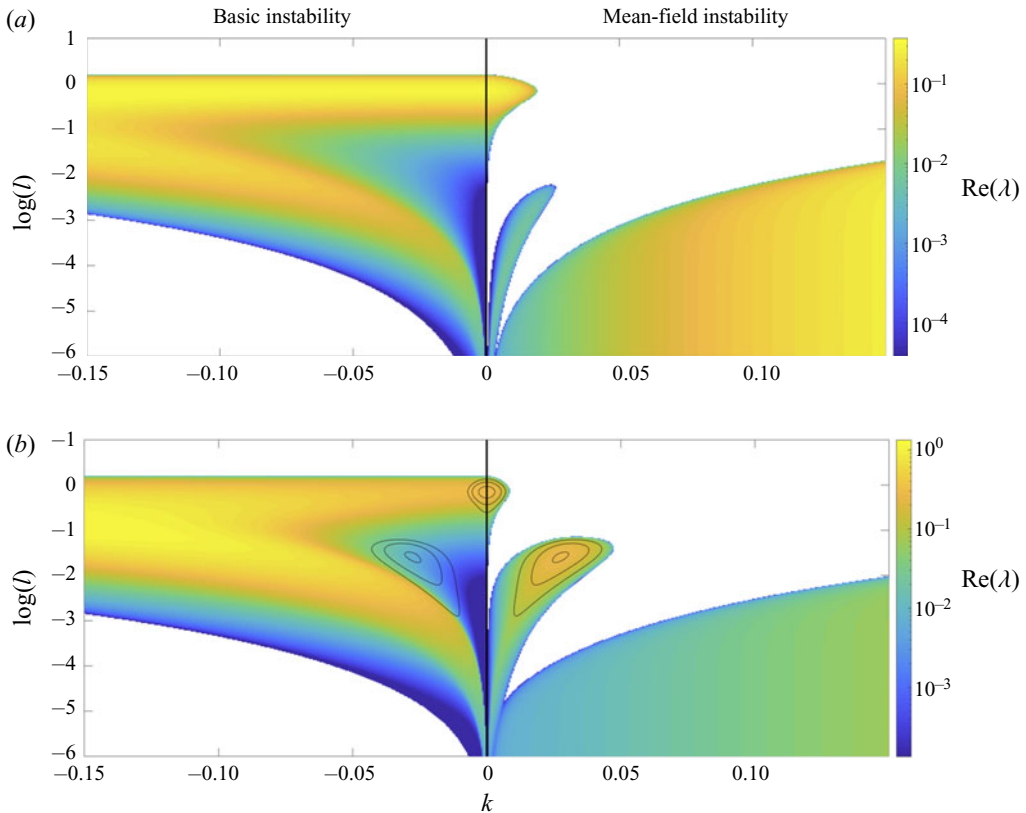 Basic instability Mean-field instability
(a)
1
0
−1
−2
−3
−4
−5
−6
log(l)
−0.15 −0.10 −0.05 0 0.05 0.10
10⁻¹
10⁻²
10⁻³
10⁻⁴
Re(λ)
(b)
−1
0
−1
−2
−3
−4
−5
−6
log(l)
−0.15 −0.10 −0.05 0 0.05 0.10
k
10⁰
10⁻¹
10⁻²
10⁻³
Re(λ)